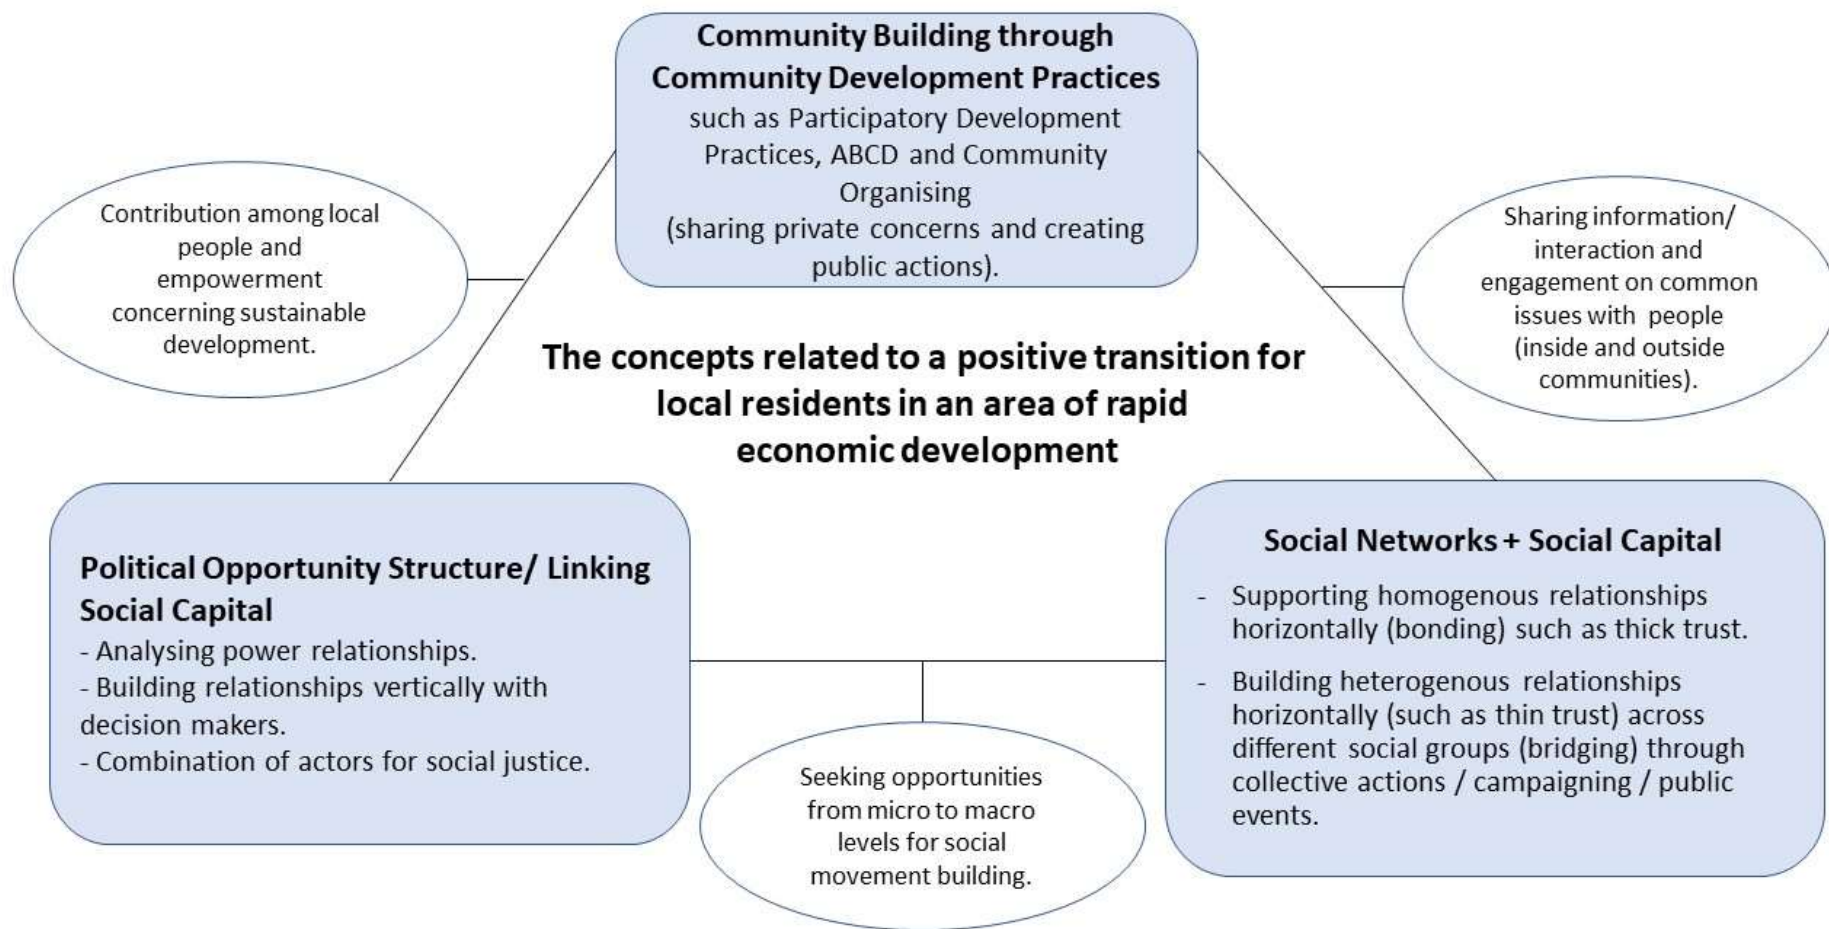 Community Building through
Community Development Practices
such as Participatory Development
Practices, ABCD and Community
Organising
(sharing private concerns and creating
public actions).
Contribution among local
people and
empowerment
concerning sustainable
development.
Sharing information/
interaction and
engagement on common
issues with people
(inside and outside
communities).
The concepts related to a positive transition for
local residents in an area of rapid
economic development
Political Opportunity Structure/ Linking
Social Capital
- Analysing power relationships.
- Building relationships vertically with
decision makers.
- Combination of actors for social justice.
Social Networks + Social Capital
- Supporting homogenous relationships
horizontally (bonding) such as thick trust.
- Building heterogenous relationships
horizontally (such as thin trust) across
different social groups (bridging) through
collective actions / campaigning / public
events.
Seeking opportunities
from micro to macro
levels for social
movement building.